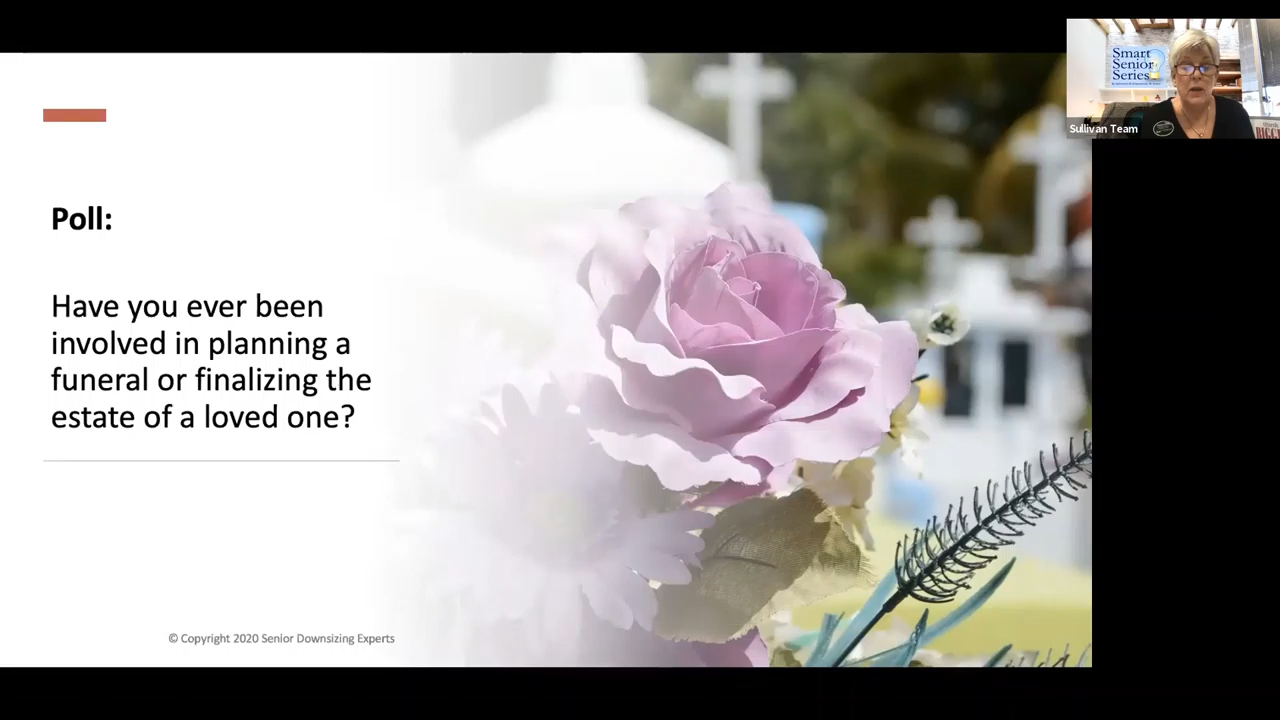 Smart
Senior
Series
Sullivan Team
Poll:
Have you ever been
involved in planning a
funeral or finalizing the
estate of a loved one?
© Copyright 2020 Senior Downsizing Experts